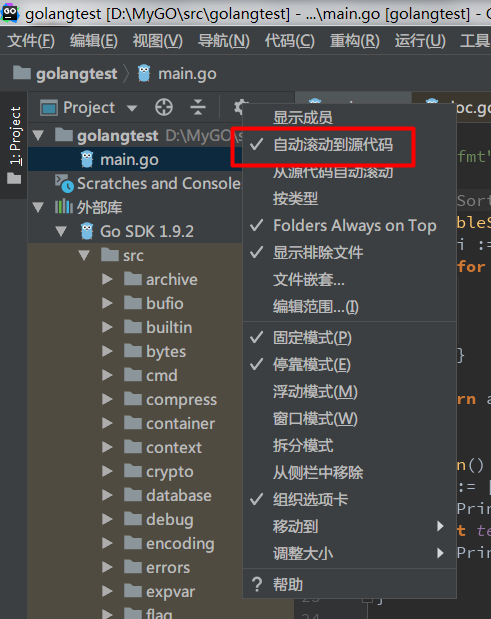 golangtest [D:\MyGO\src\golangtest] - ...\main.go [golangtest] - G
文件(F) 编辑(E) 视图(V) 导航(N) 代码(C) 重构(R) 运行(U) 工具
golangtest main.go
1: Project
Project
golangtest D:\MyGO\s
main.go
Scratches and Console
外部库
Go SDK 1.9.2
src
archive
bufio
builtin
bytes
cmd
compress
container
context
crypto
database
debug
encoding
errors
expvar
flag
显示成员
自动滚动到源代码
从源代码自动滚动
按类型
Folders Always on Top
显示排除文件
文件嵌套...
编辑范围...(I)
固定模式(P)
停靠模式(E)
浮动模式(M)
窗口模式(W)
拆分模式
从侧栏中移除
组织选项卡
移动到
调整大小
? 帮助
oc.go
fmt"
Sort
bleS
i :=
for
}
rn a
n()
:= [
Prin
t te
Prin
}
24